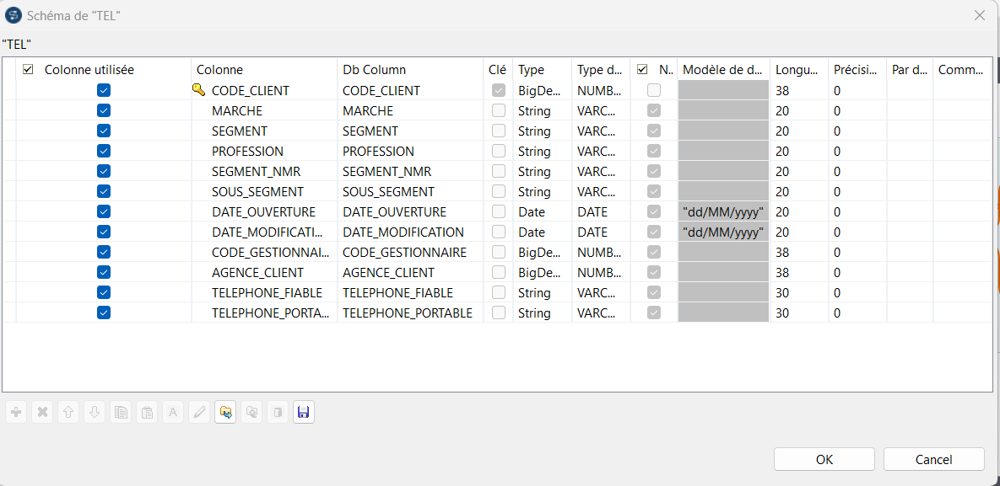 Schéma de "TEL"
"TEL"
Colonne utilisée Colonne Db Column Clé Type Type d... N.. Modèle de d... Longu... Précisi... Par d... Comm...
CODE_CLIENT CODE_CLIENT BigDe... NUMB... 38 0
MARCHE MARCHE String VARC... 20 0
SEGMENT SEGMENT String VARC... 20 0
PROFESSION PROFESSION String VARC... 20 0
SEGMENT_NMR SEGMENT_NMR String VARC... 20 0
SOUS_SEGMENT SOUS_SEGMENT String VARC... 20 0
DATE_OUVERTURE DATE_OUVERTURE Date DATE "dd/MM/yyyy" 20 0
DATE_MODIFICATI... DATE_MODIFICATION Date DATE "dd/MM/yyyy" 20 0
CODE_GESTIONNAI... CODE_GESTIONNAIRE BigDe... NUMB... 38 0
AGENCE_CLIENT AGENCE_CLIENT BigDe... NUMB... 38 0
TELEPHONE_FIABLE TELEPHONE_FIABLE String VARC... 30 0
TELEPHONE_PORTA... TELEPHONE_PORTABLE String VARC... 30 0
OK Cancel